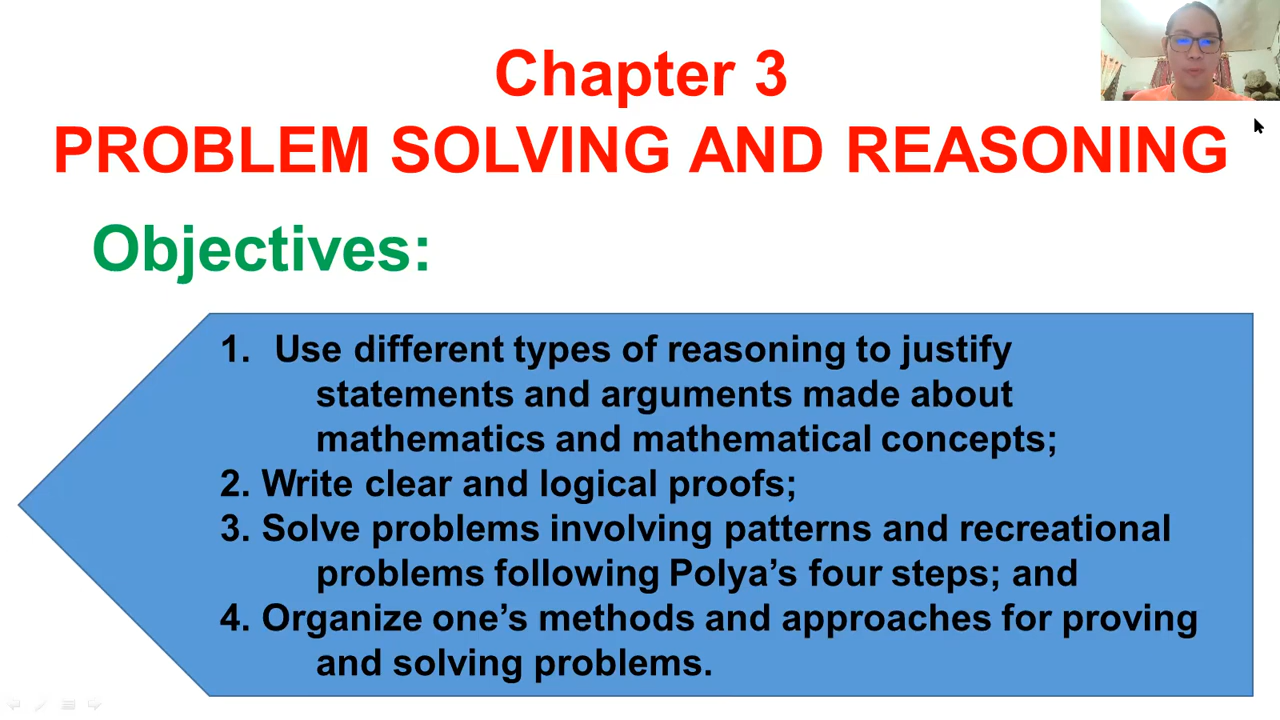 Chapter 3
PROBLEM SOLVING AND REASONING
Objectives:
1. Use different types of reasoning to justify
statements and arguments made about
mathematics and mathematical concepts;
2. Write clear and logical proofs;
3. Solve problems involving patterns and recreational
problems following Polya’s four steps; and
4. Organize one’s methods and approaches for proving
and solving problems.